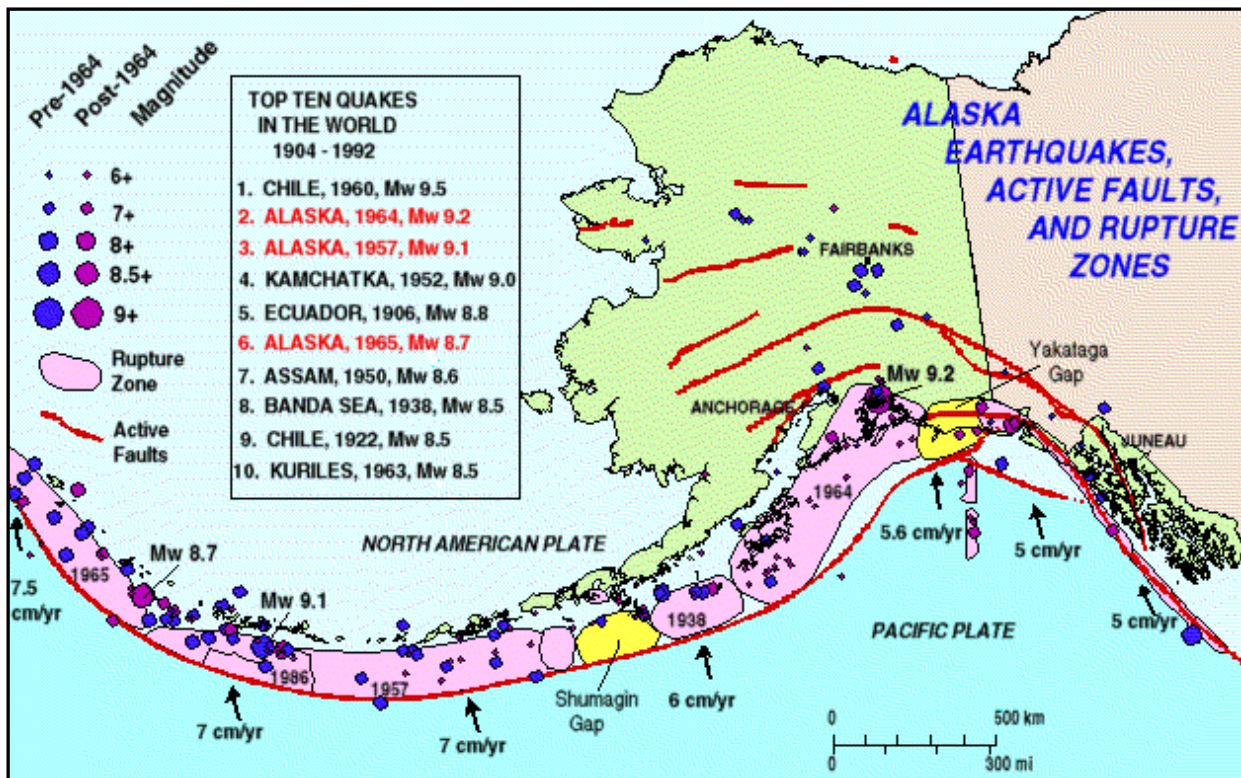 Pre-1964
Post-1964
Magnitude
6+
7+
8+
8.5+
9+
Rupture
Zone
Active
Faults
TOP TEN QUAKES
IN THE WORLD
1904 - 1992
1. CHILE, 1960, Mw 9.5
2. ALASKA, 1964, Mw 9.2
3. ALASKA, 1957, Mw 9.1
4. KAMCHATKA, 1952, Mw 9.0
5. ECUADOR, 1906, Mw 8.8
6. ALASKA, 1965, Mw 8.7
7. ASSAM, 1950, Mw 8.6
8. BANDA SEA, 1938, Mw 8.5
9. CHILE, 1922, Mw 8.5
10. KURILES, 1963, Mw 8.5
ALASKA
EARTHQUAKES,
ACTIVE FAULTS,
AND RUPTURE
ZONES
FAIRBANKS
Yakataga
Gap
Mw 9.2
ANCHORAGE
JUNEAU
1964
5.6 cm/yr
5 cm/yr
NORTH AMERICAN PLATE
Mw 8.7
1965
7.5
cm/yr
Mw 9.1
1938
5 cm/yr
PACIFIC PLATE
1986
1957
Shumagin
Gap
6 cm/yr
7 cm/yr
7 cm/yr
0
500 km
0
300 mi